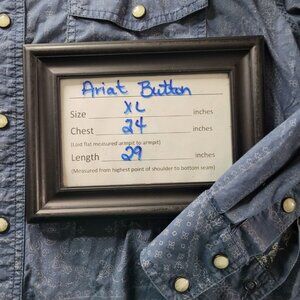 Ariat Button
Size XL inches
Chest 24 inches
(Laid flat measured armpit to armpit)
Length 29 inches
(Measured from highest point of shoulder to bottom seam)